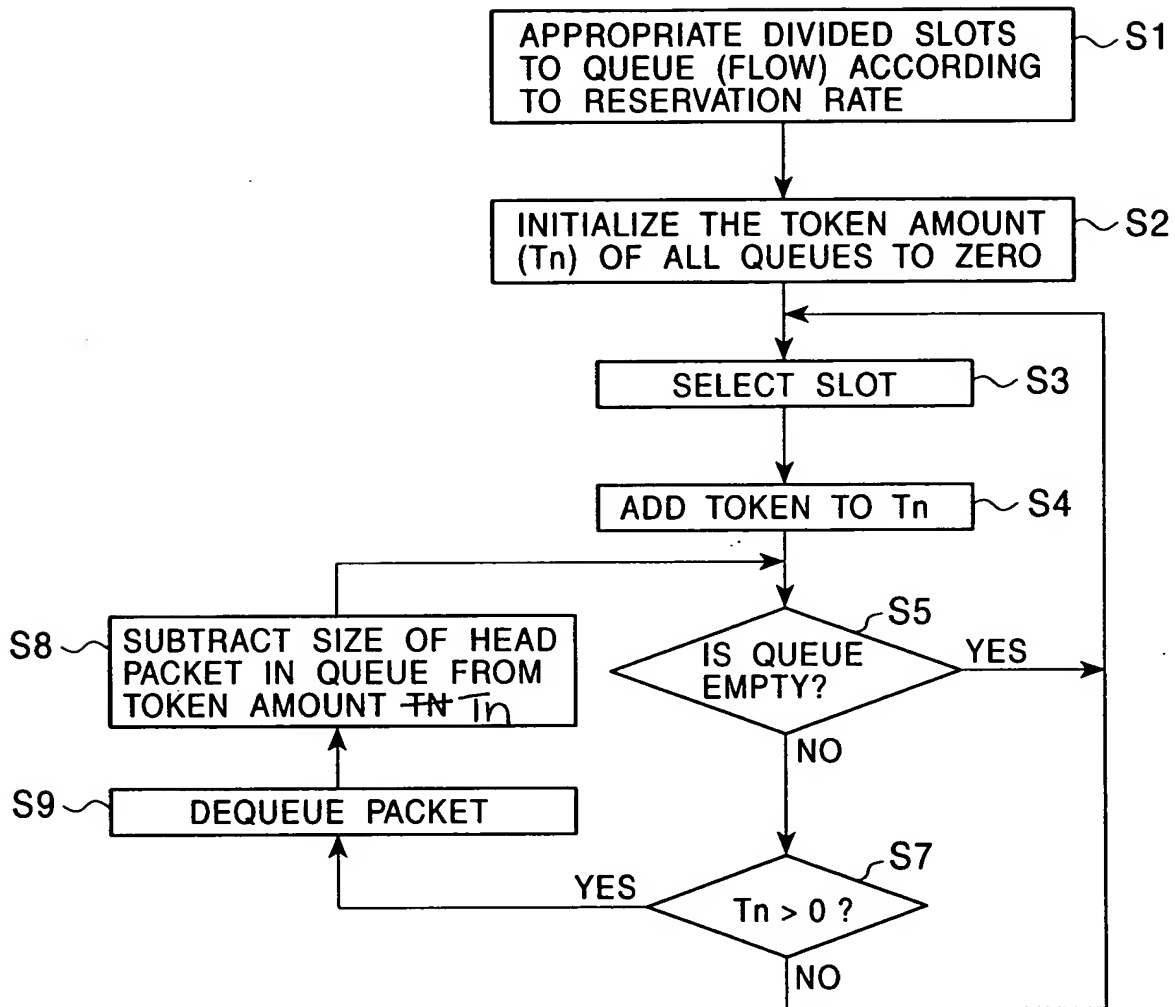 APPROPRIATE DIVIDED SLOTS
TO QUEUE (FLOW) ACCORDING
TO RESERVATION RATE
S1
INITIALIZE THE TOKEN AMOUNT
(Tn) OF ALL QUEUES TO ZERO
S2
SELECT SLOT
S3
ADD TOKEN TO Tn
S4
IS QUEUE
EMPTY?
S5
YES
NO
S8
SUBTRACT SIZE OF HEAD
PACKET IN QUEUE FROM
TOKEN AMOUNT TN Tn
S9
DEQUEUE PACKET
Tn > 0 ?
S7
YES
NO